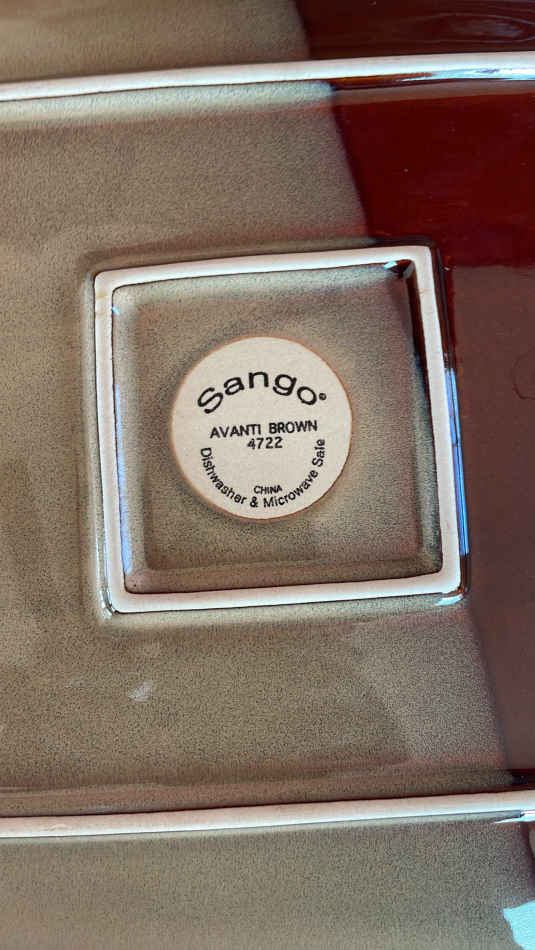 Sango®
AVANTI BROWN
4722
CHINA
Dishwasher & Microwave Safe